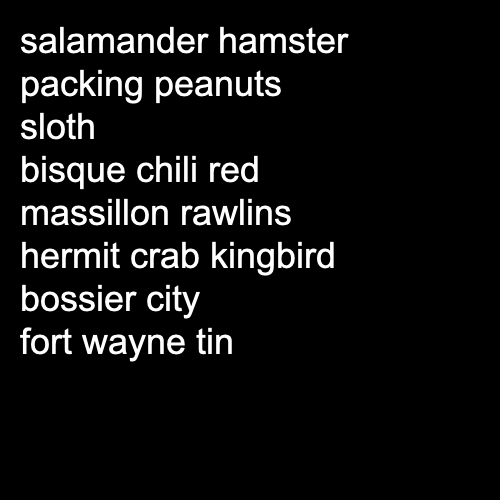 salamander hamster
packing peanuts
sloth
bisque chili red
massillon rawlins
hermit crab kingbird
bossier city
fort wayne tin